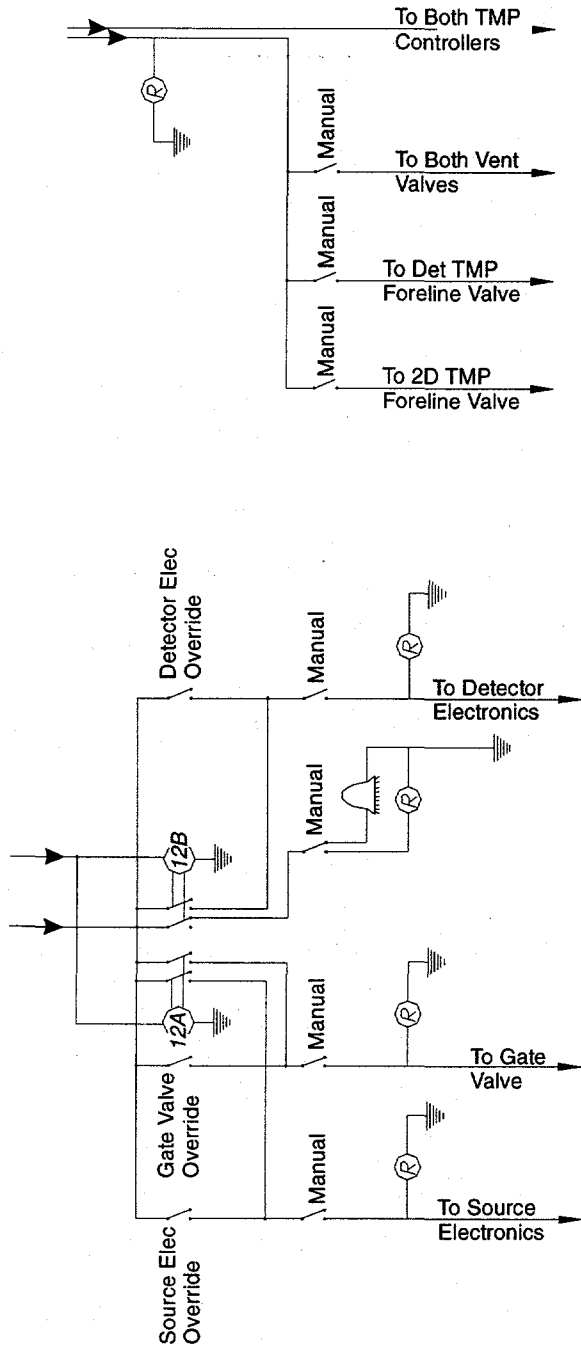 To Both TMP
Controllers
R
Manual
To Both Vent
Valves
Manual
To Det TMP
Foreline Valve
Manual
To 2D TMP
Foreline Valve
Detector Elec
Override
Manual
R
To Detector
Electronics
12B
Manual
R
12A
Gate Valve
Override
Manual
R
To Gate
Valve
Source Elec
Override
Manual
R
To Source
Electronics